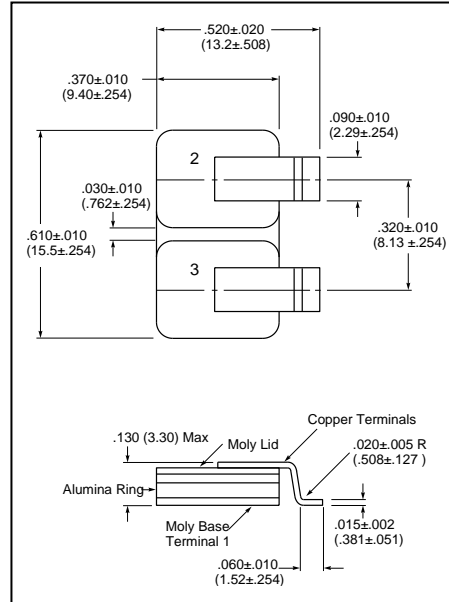 .520±.020
(13.2±.508)
.370±.010
(9.40±.254)
.090±.010
(2.29±.254)
2
.030±.010
(.762±.254)
.320±.010
(8.13 ±.254)
.610±.010
(15.5±.254)
3
Copper Terminals
.130 (3.30) Max
Moly Lid
.020±.005 R
(.508±.127 )
Alumina Ring
.015±.002
(.381±.051)
Moly Base
Terminal 1
.060±.010
(1.52±.254)